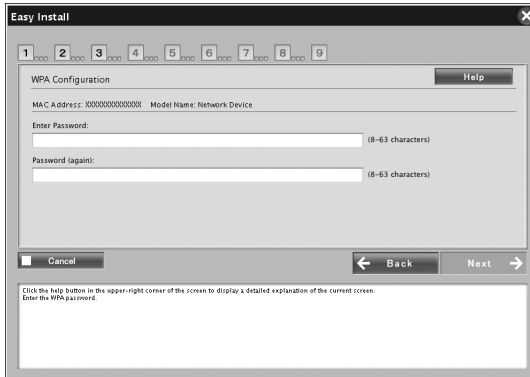 Easy Install
1 2 3 4 5 6 7 8 9
WPA Configuration
Help
MAC Address: XXXXXXXXXXXXXX Model Name: Network Device
Enter Password:
(8-63 characters)
Password (again):
(8-63 characters)
Cancel
Back
Next
Click the help button in the upper-right corner of the screen to display a detailed explanation of the current screen.
Enter the WPA password.